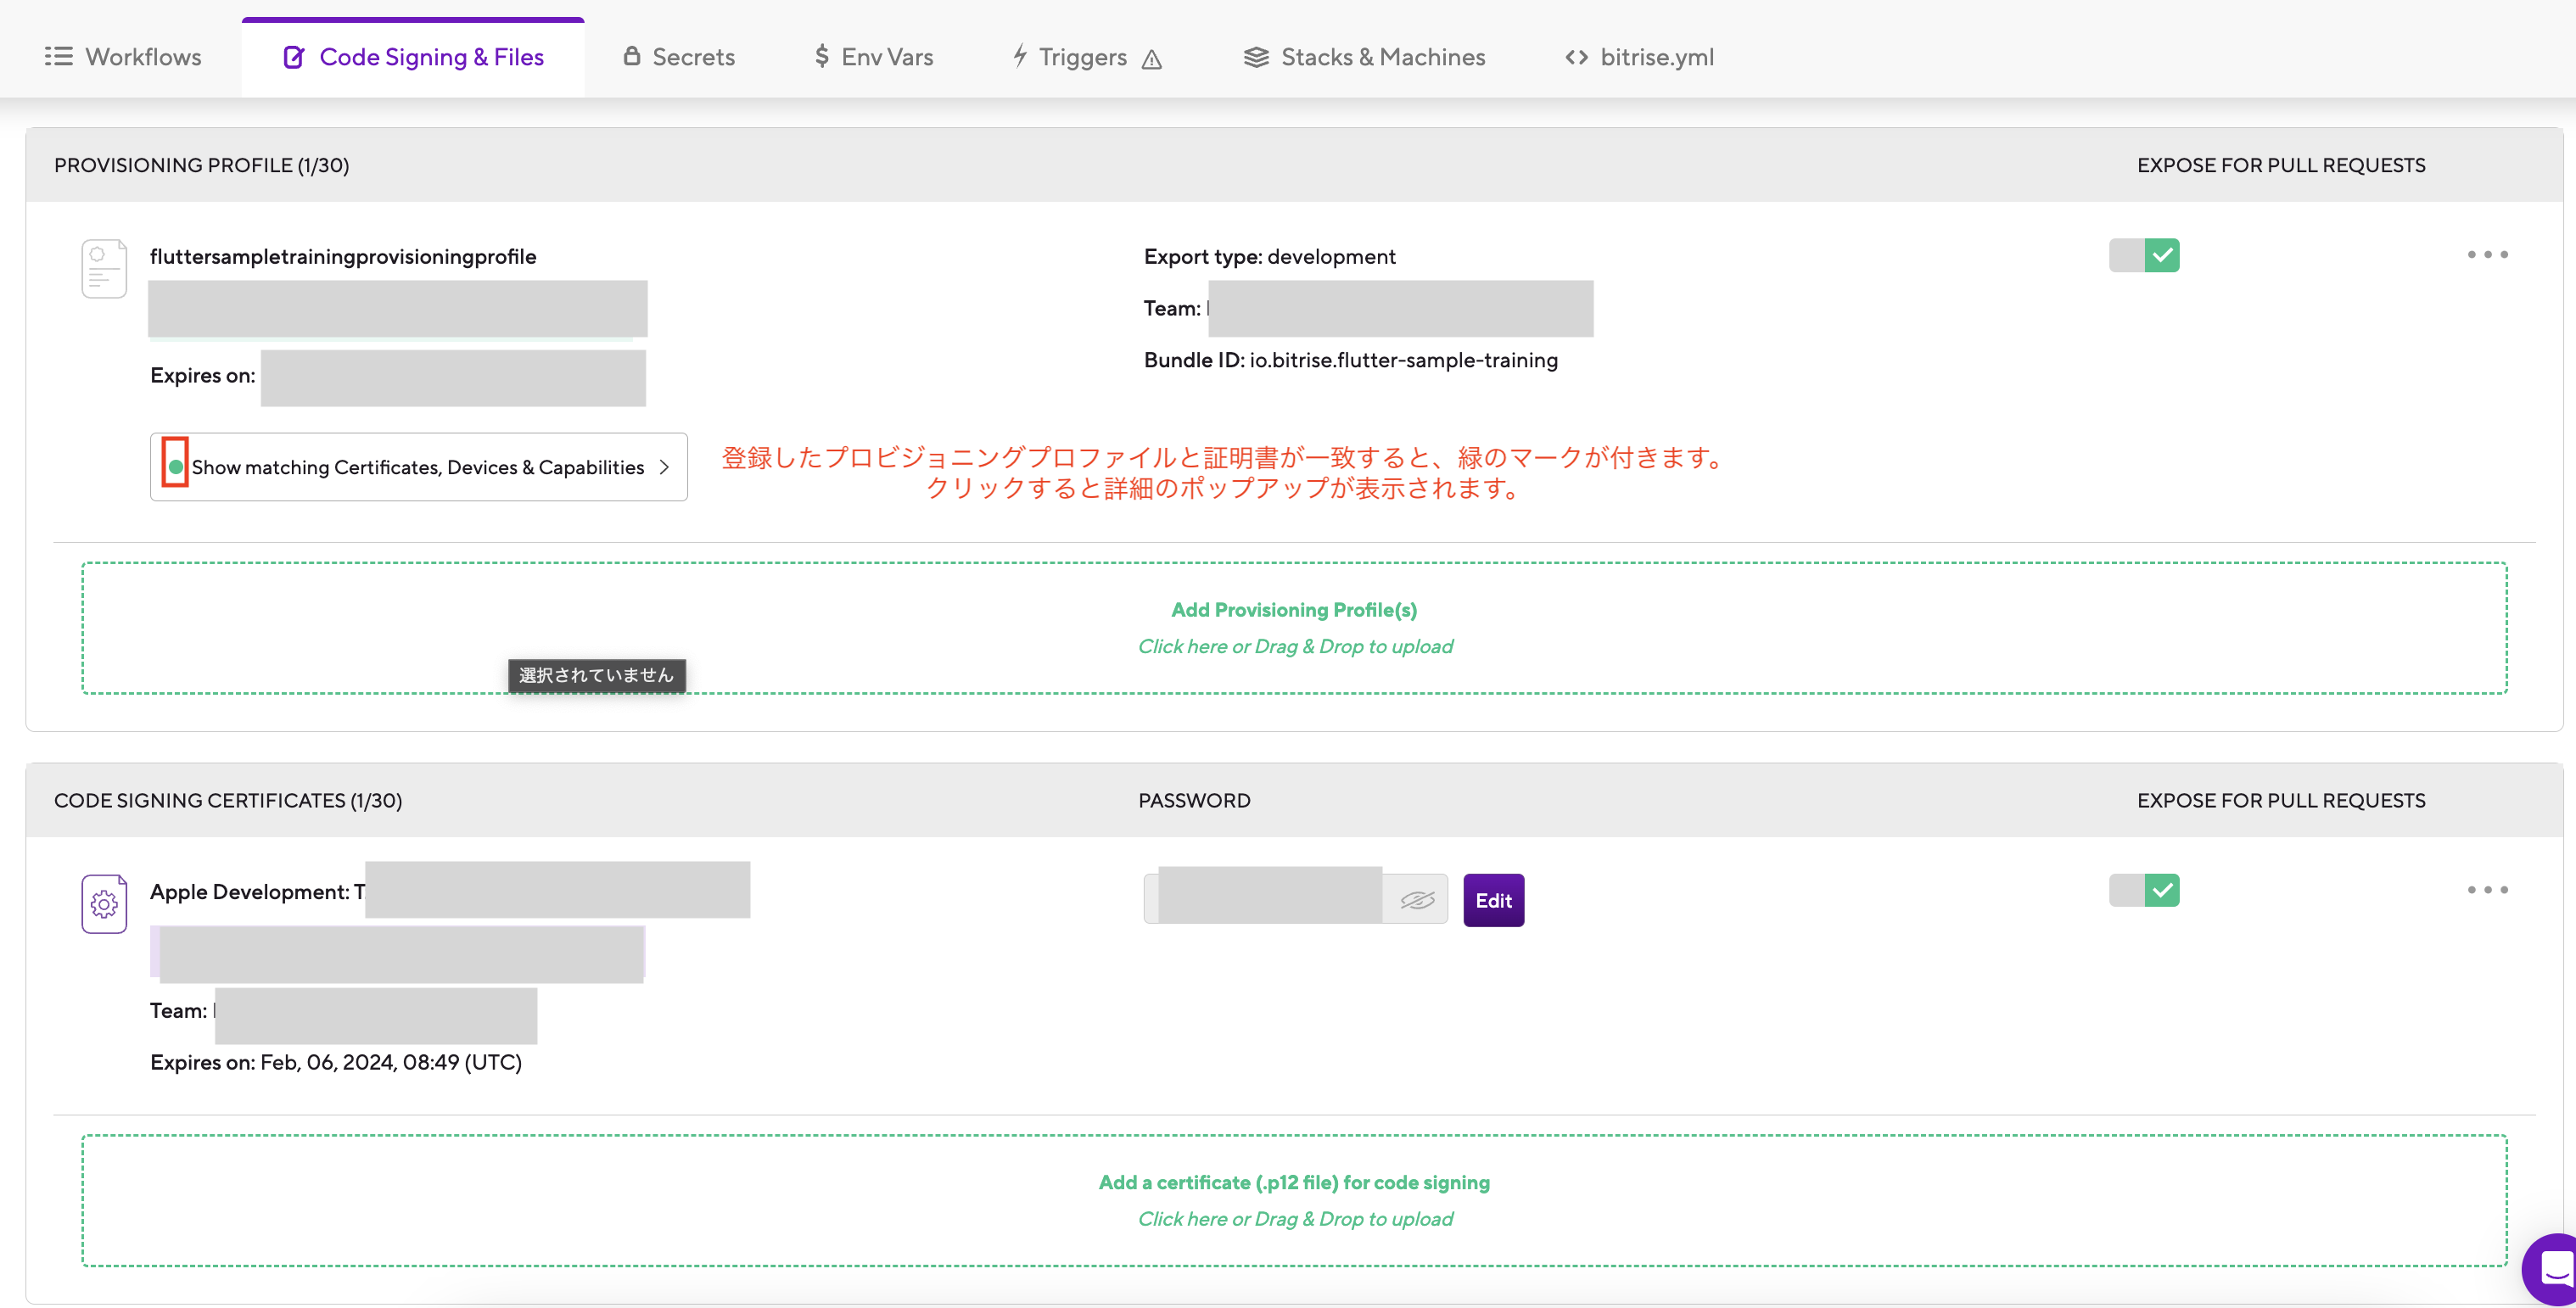 Workflows
Code Signing & Files
Secrets
$ Env Vars
Triggers
Stacks & Machines
<> bitrise.yml
PROVISIONING PROFILE (1/30)
EXPOSE FOR PULL REQUESTS
fluttersampletrainingprovisioningprofile
Export type: development
Team:
Expires on:
Bundle ID: io.bitrise.flutter-sample-training
Show matching Certificates, Devices & Capabilities
登録したプロビジョニングプロファイルと証明書が一致すると、緑のマークが付きます。
クリックすると詳細のポップアップが表示されます。
Add Provisioning Profile(s)
Click here or Drag & Drop to upload
選択されていません
CODE SIGNING CERTIFICATES (1/30)
PASSWORD
EXPOSE FOR PULL REQUESTS
Apple Development: T
Edit
Team:
Expires on: Feb, 06, 2024, 08:49 (UTC)
Add a certificate (.p12 file) for code signing
Click here or Drag & Drop to upload